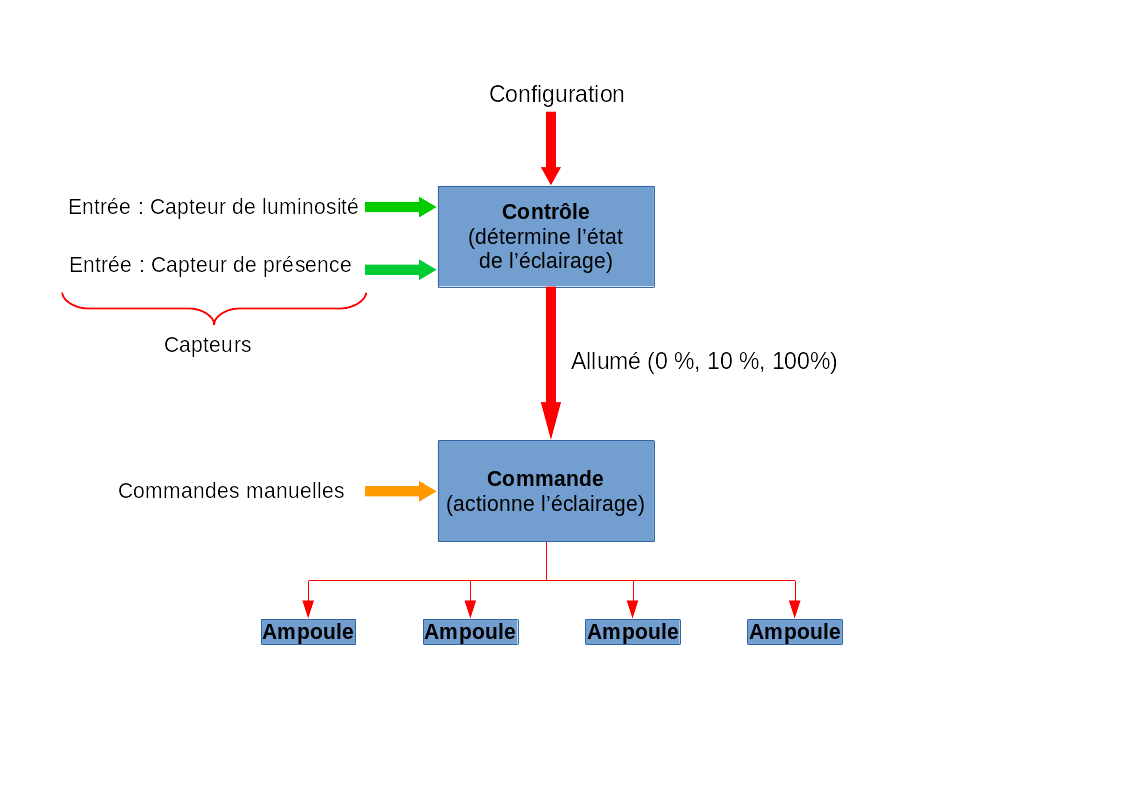 Configuration
Entrée : Capteur de luminosité
Contrôle
(détermine l’état
de l’éclairage)
Entrée : Capteur de présence
Capteurs
Allumé (0 %, 10 %, 100%)
Commandes manuelles
Commande
(actionne l’éclairage)
Ampoule
Ampoule
Ampoule
Ampoule